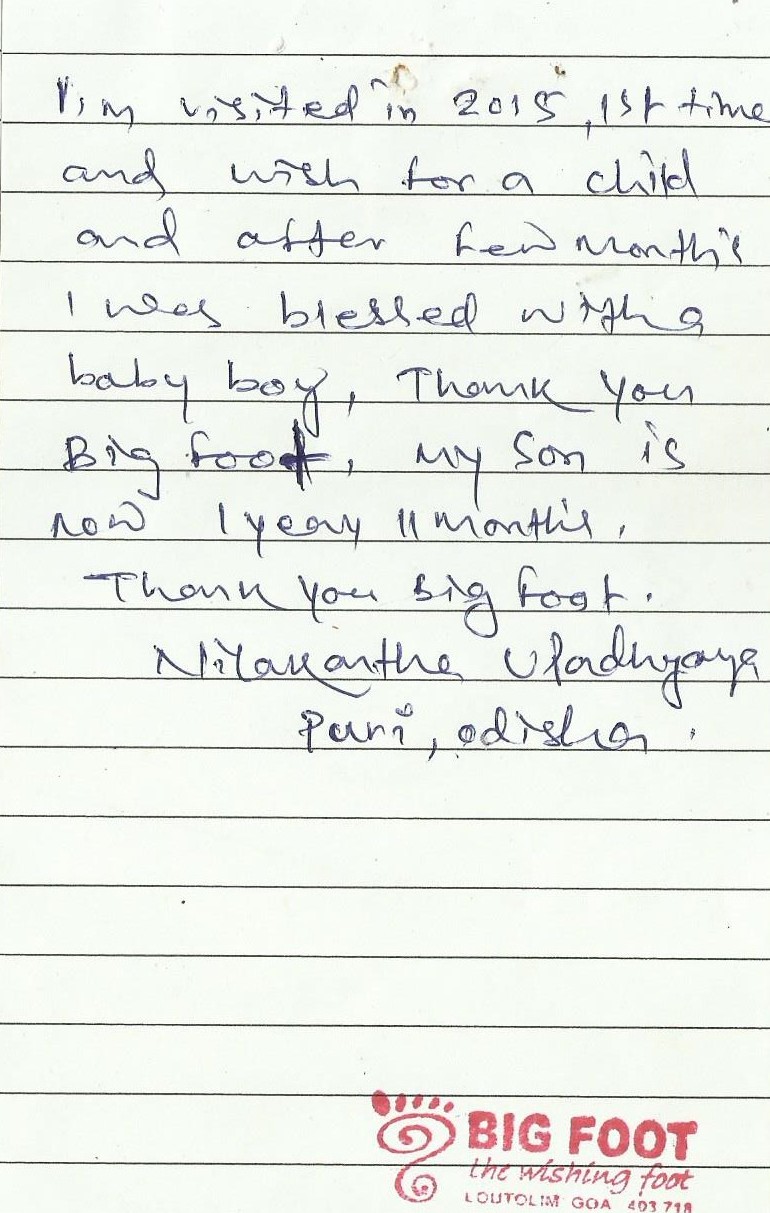 I'm visited in 2015, 1st time
and wish for a child
and after few month's
I was blessed with a
baby boy, Thank you
Big foot, my son is
now 1 year 11 month's.
Thank you Big foot.
Nilakantha Upadhyaya
Puri, odisha.
BIG FOOT
the wishing foot
LOUTOLIM GOA 403 718